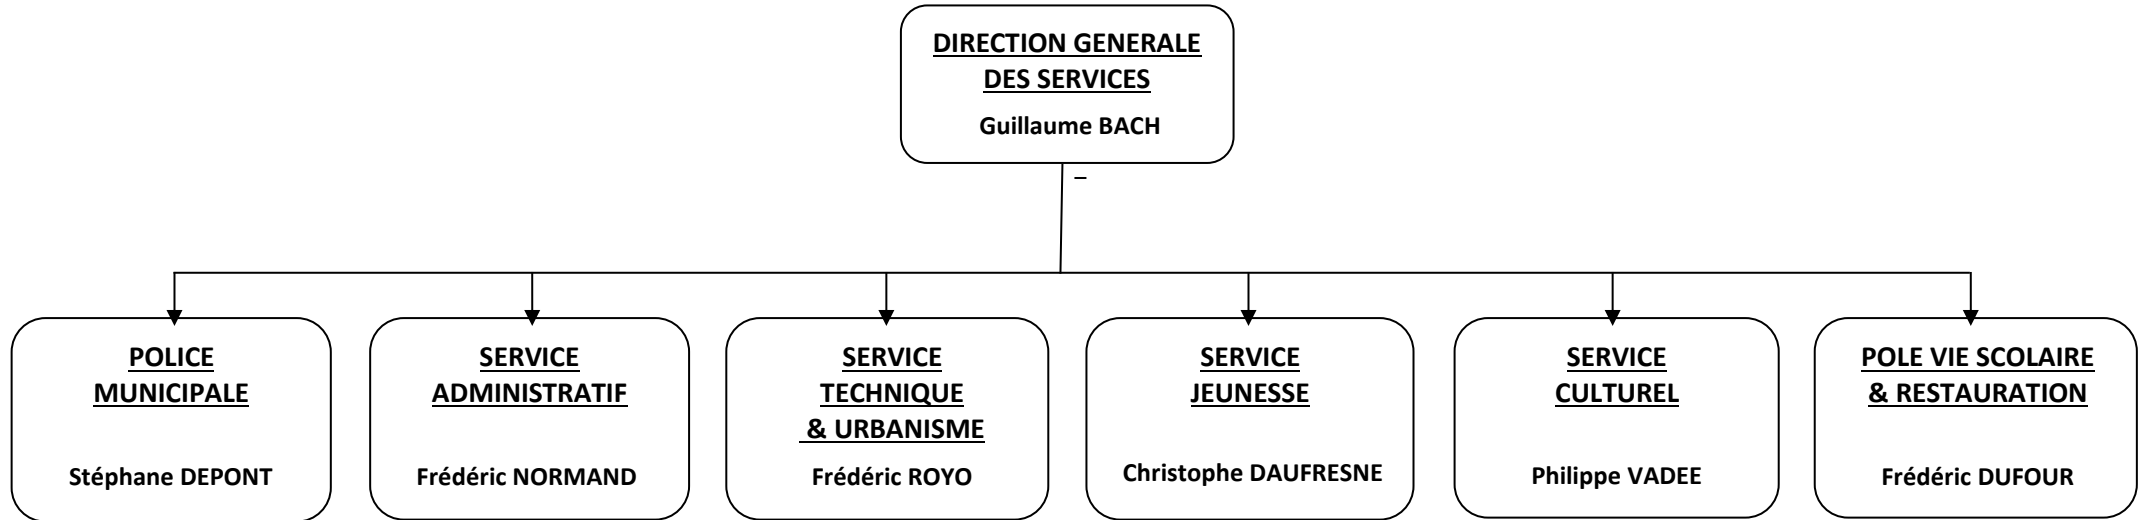 DIRECTION GENERALE
DES SERVICES
Guillaume BACH
POLICE
MUNICIPALE
Stéphane DEPONT
SERVICE
ADMINISTRATIF
Frédéric NORMAND
SERVICE
TECHNIQUE
& URBANISME
Frédéric ROYO
SERVICE
JEUNESSE
Christophe DAUFRESNE
SERVICE
CULTUREL
Philippe VADEE
POLE VIE SCOLAIRE
& RESTAURATION
Frédéric DUFOUR